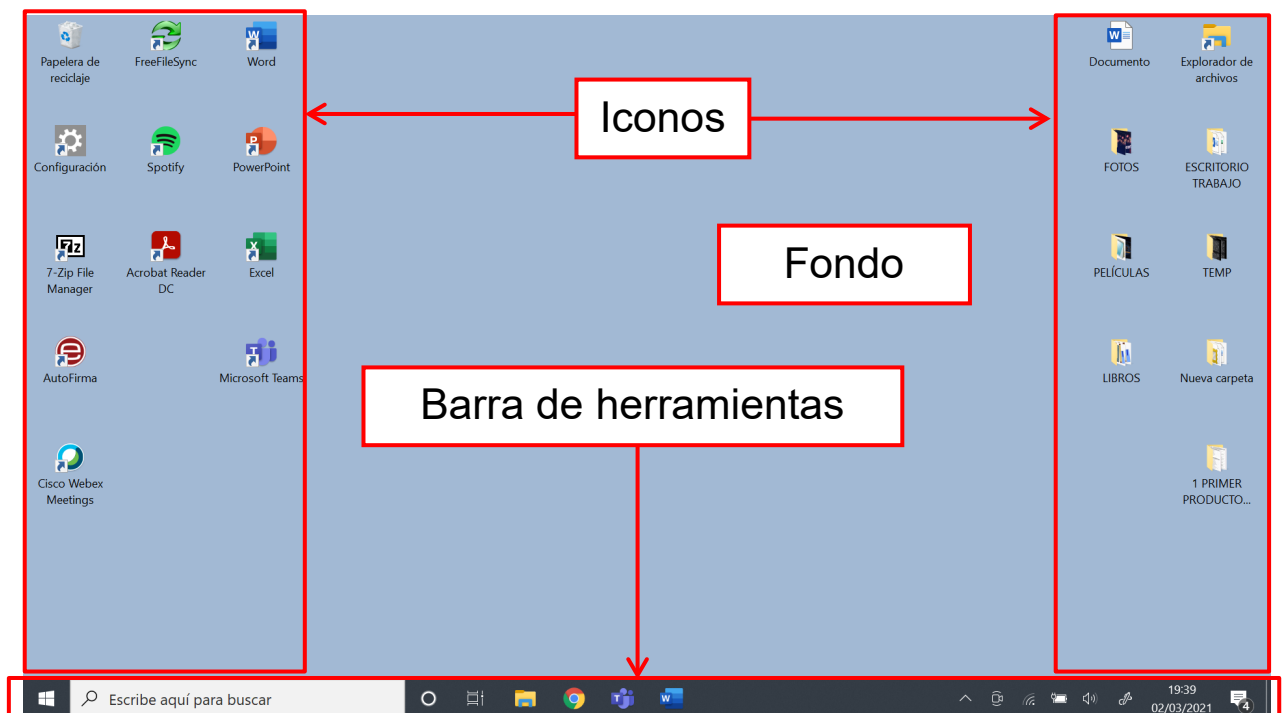 Papelera de
reciclaje
FreeFileSync
Word
Configuración
Spotify
PowerPoint
7-Zip File
Manager
Acrobat Reader
DC
Excel
AutoFirma
Microsoft Teams
Cisco Webex
Meetings
Iconos
Fondo
Barra de herramientas
Documento
Explorador de
archivos
FOTOS
ESCRITORIO
TRABAJO
PELÍCULAS
TEMP
LIBROS
Nueva carpeta
1 PRIMER
PRODUCTO...
Escribe aquí para buscar
19:39
02/03/2021
4